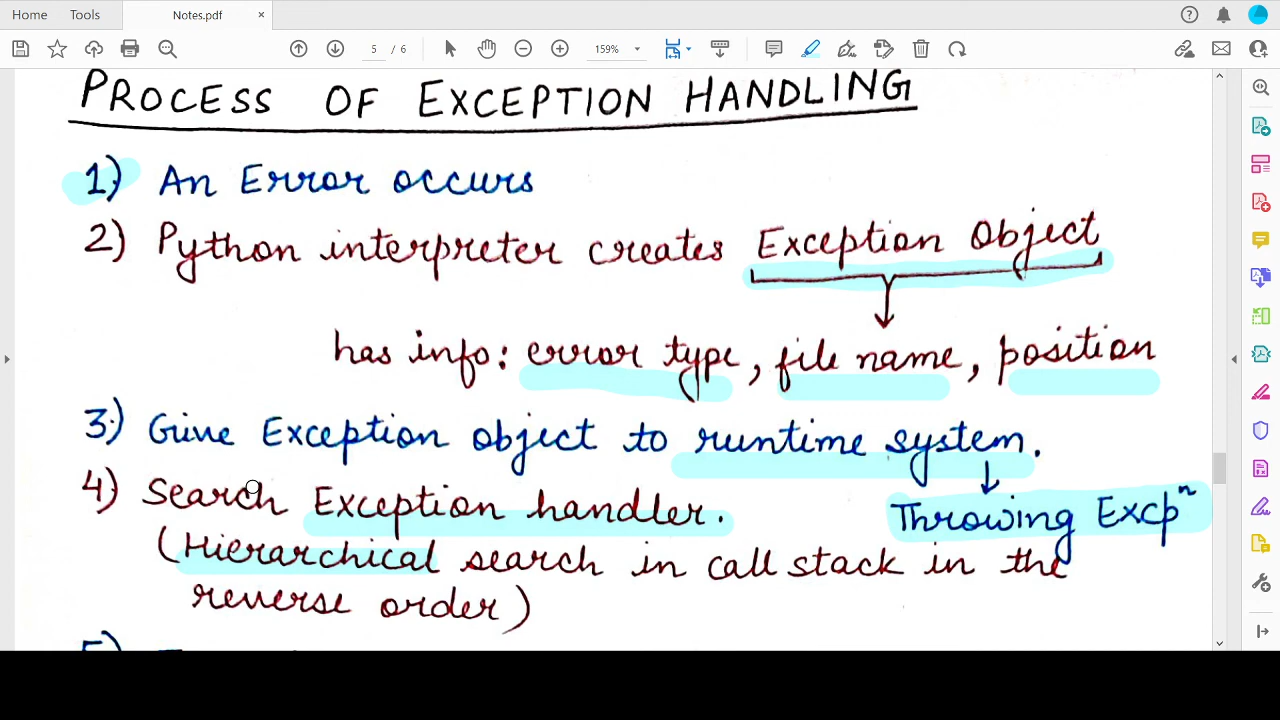 Home Tools Notes.pdf ×
5 / 6 159%
PROCESS OF EXCEPTION HANDLING
1) An Error occurs
2) Python interpreter creates Exception Object
has info: error type, file name, position
3) Give Exception object to runtime system.
4) Search Exception handler.
Throwing Excpⁿ
(Hierarchical search in call stack in the
reverse order)
5)